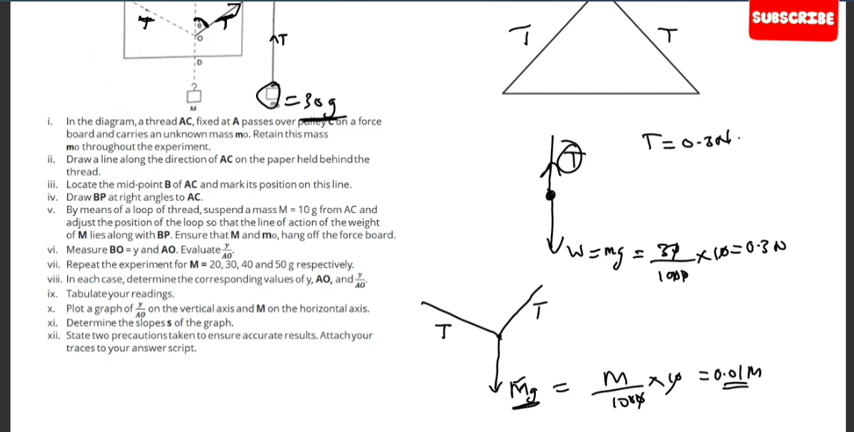 SUBSCRIBE
T
T
T
T
T
θ
O
D
M
= 30g
i. In the diagram, a thread AC, fixed at A passes over pulley C on a force
board and carries an unknown mass mo. Retain this mass
mo throughout the experiment.
ii. Draw a line along the direction of AC on the paper held behind the
thread.
iii. Locate the mid-point B of AC and mark its position on this line.
iv. Draw BP at right angles to AC.
v. By means of a loop of thread, suspend a mass M = 10 g from AC and
adjust the position of the loop so that the line of action of the weight
of M lies along with BP. Ensure that M and mo, hang off the force board.
vi. Measure BO = y and AO. Evaluate y/AO.
vii. Repeat the experiment for M = 20, 30, 40 and 50 g respectively.
viii. In each case, determine the corresponding values of y, AO, and y/AO.
ix. Tabulate your readings.
x. Plot a graph of y/AO on the vertical axis and M on the horizontal axis.
xi. Determine the slope s of the graph.
xii. State two precautions taken to ensure accurate results. Attach your
traces to your answer script.
T = 0.3N.
T
W = mg = 30/1000 × 10 = 0.3 N
T
T
Mg = M/1000 × 10 = 0.01M